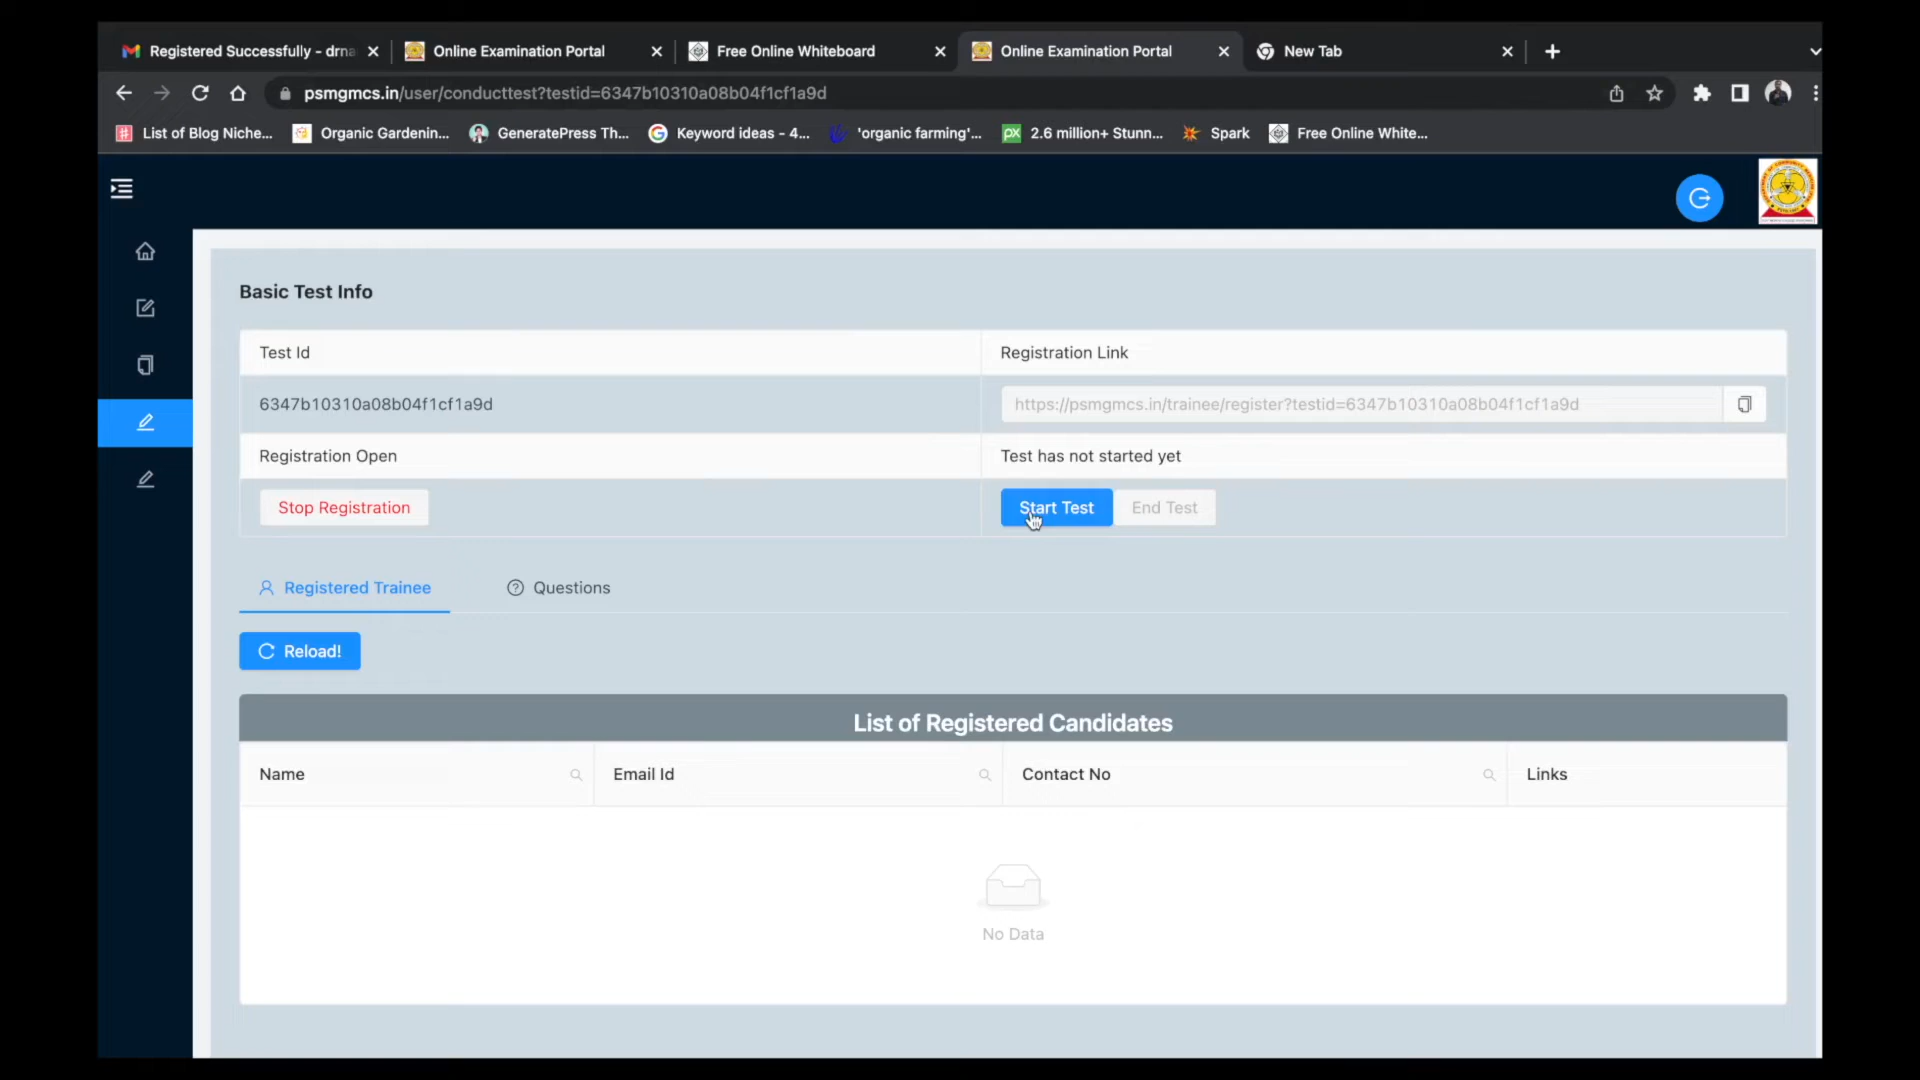 Registered Successfully - drna
Online Examination Portal
Free Online Whiteboard
Online Examination Portal
New Tab
psmgmcs.in/user/conducttest?testid=6347b10310a08b04f1cf1a9d
List of Blog Niche...
Organic Gardenin...
GeneratePress Th...
Keyword ideas - 4...
'organic farming'...
2.6 million+ Stunn...
Spark
Free Online White...
Basic Test Info
Test Id
Registration Link
6347b10310a08b04f1cf1a9d
https://psmgmcs.in/trainee/register?testid=6347b10310a08b04f1cf1a9d
Registration Open
Test has not started yet
Stop Registration
Start Test
End Test
Registered Trainee
Questions
Reload!
List of Registered Candidates
Name
Email Id
Contact No
Links
No Data